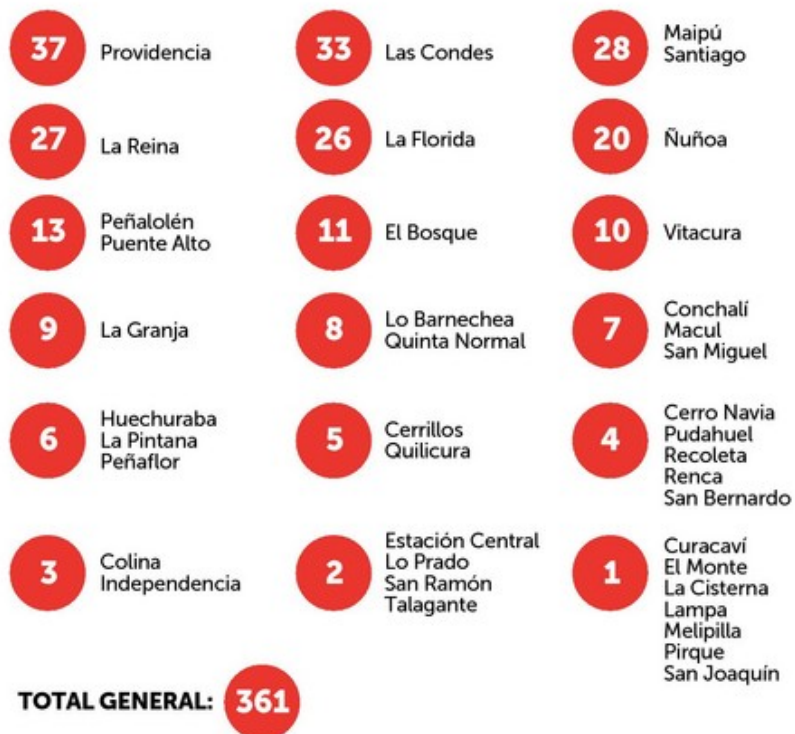 37
Providencia
33
Las Condes
28
Maipú
Santiago
27
La Reina
26
La Florida
20
Ñuñoa
13
Peñalolén
Puente Alto
11
El Bosque
10
Vitacura
9
La Granja
8
Lo Barnechea
Quinta Normal
7
Conchalí
Macul
San Miguel
6
Huechuraba
La Pintana
Peñaflor
5
Cerrillos
Quilicura
4
Cerro Navia
Pudahuel
Recoleta
Renca
San Bernardo
3
Colina
Independencia
2
Estación Central
Lo Prado
San Ramón
Talagante
1
Curacaví
El Monte
La Cisterna
Lampa
Melipilla
Pirque
San Joaquín
TOTAL GENERAL: 361